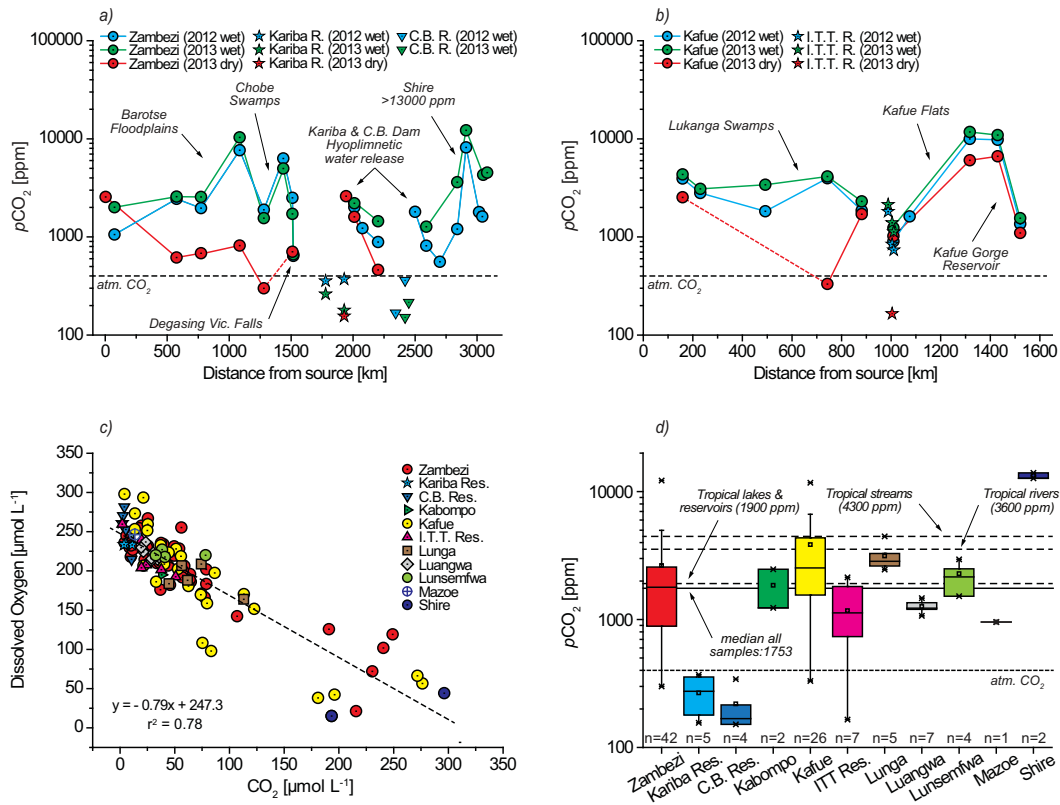 a)
Zambezi (2012 wet)
Zambezi (2013 wet)
Zambezi (2013 dry)
Kariba R. (2012 wet)
Kariba R. (2013 wet)
Kariba R. (2013 dry)
C.B. R. (2012 wet)
C.B. R. (2013 wet)
100000
10000
1000
100
pCO2 [ppm]
Barotse
Floodplains
Chobe
Swamps
Shire
>13000 ppm
Kariba & C.B. Dam
Hyoplimnetic
water release
atm. CO2
Degasing Vic. Falls
0 500 1000 1500 2000 2500 3000
Distance from source [km]
b)
Kafue (2012 wet)
Kafue (2013 wet)
Kafue (2013 dry)
I.T.T. R. (2012 wet)
I.T.T. R. (2013 wet)
I.T.T. R. (2013 dry)
100000
10000
1000
100
pCO2 [ppm]
Lukanga Swamps
Kafue Flats
Kafue Gorge
Reservoir
atm. CO2
0 200 400 600 800 1000 1200 1400 1600
Distance from source [km]
c)
350
300
250
200
150
100
50
0
Dissolved Oxygen [µmol L-1]
Zambezi
Kariba Res.
C.B. Res.
Kabompo
Kafue
I.T.T. Res.
Lunga
Luangwa
Lunsemfwa
Mazoe
Shire
y = - 0.79x + 247.3
r2 = 0.78
0 50 100 150 200 250 300 350
CO2 [µmol L-1]
d)
10000
1000
100
pCO2 [ppm]
Tropical lakes &
reservoirs (1900 ppm)
Tropical streams
(4300 ppm)
Tropical rivers
(3600 ppm)
median all
samples:1753
atm. CO2
n=42 n=5 n=4 n=2 n=26 n=7 n=5 n=7 n=4 n=1 n=2
Zambezi
Kariba Res.
C.B. Res.
Kabompo
Kafue
ITT Res.
Lunga
Luangwa
Lunsemfwa
Mazoe
Shire